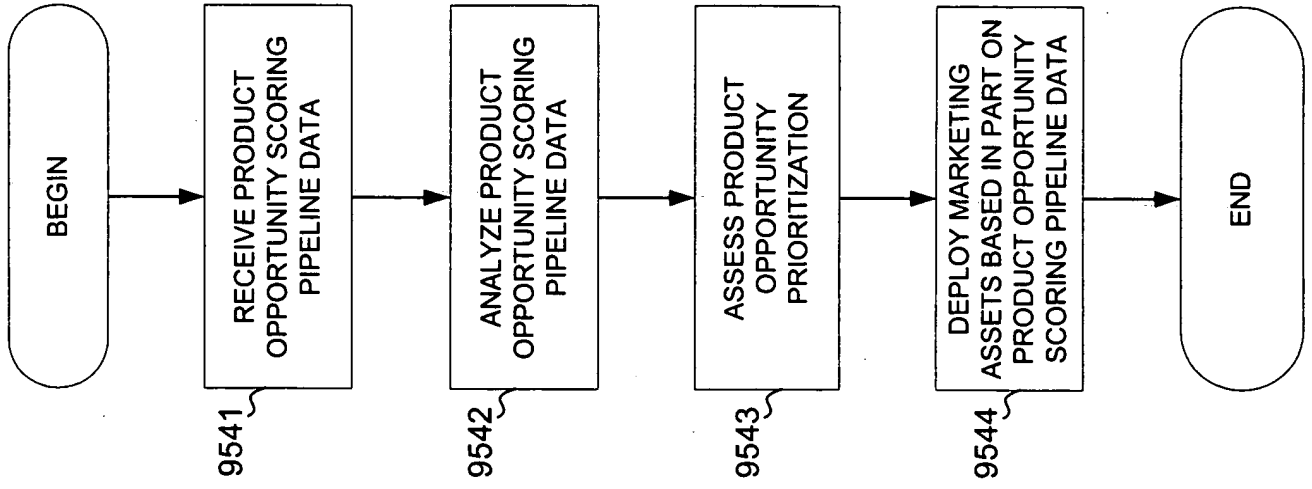 BEGIN
9541
RECEIVE PRODUCT
OPPORTUNITY SCORING
PIPELINE DATA
9542
ANALYZE PRODUCT
OPPORTUNITY SCORING
PIPELINE DATA
9543
ASSESS PRODUCT
OPPORTUNITY
PRIORITIZATION
9544
DEPLOY MARKETING
ASSETS BASED IN PART ON
PRODUCT OPPORTUNITY
SCORING PIPELINE DATA
END